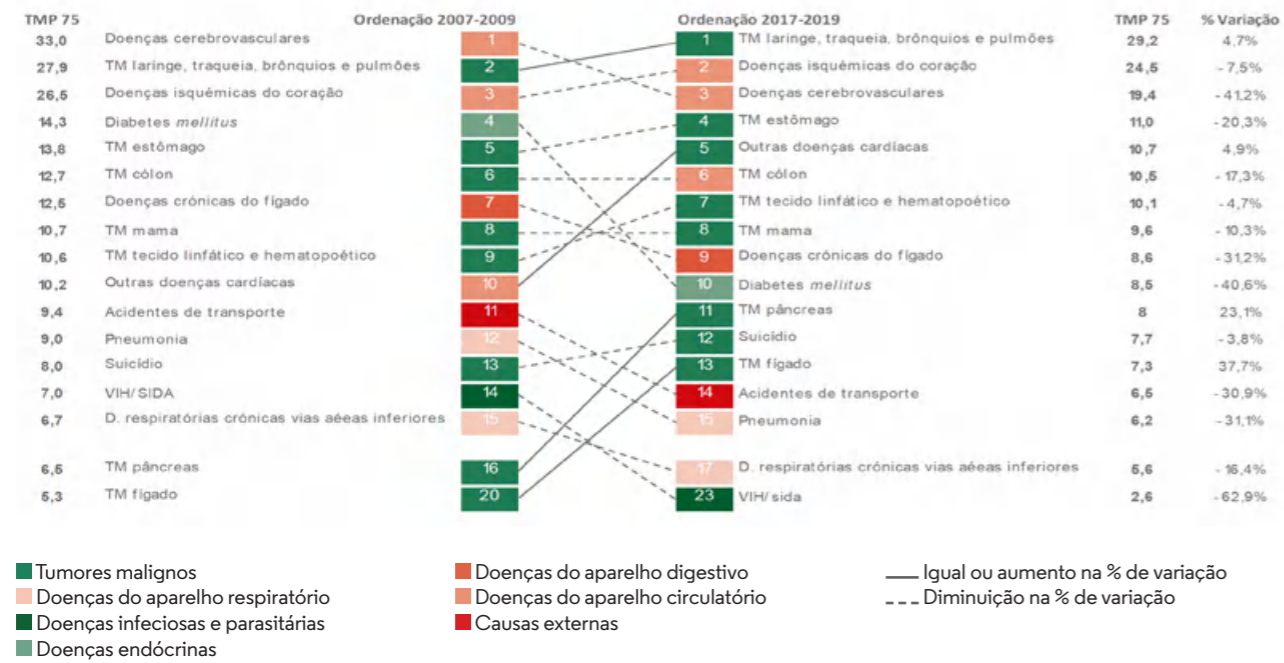 TMP 75 Ordenação 2007-2009 Ordenação 2017-2019 TMP 75 % Variação
33,0 Doenças cerebrovasculares 1 1 TM laringe, traqueia, brônquios e pulmões 29,2 4,7%
27,9 TM laringe, traqueia, brônquios e pulmões 2 2 Doenças isquémicas do coração 24,5 - 7,5%
26,5 Doenças isquémicas do coração 3 3 Doenças cerebrovasculares 19,4 - 41,2%
14,3 Diabetes mellitus 4 4 TM estômago 11,0 - 20,3%
13,8 TM estômago 5 5 Outras doenças cardíacas 10,7 4,9%
12,7 TM cólon 6 6 TM cólon 10,5 - 17,3%
12,5 Doenças crónicas do fígado 7 7 TM tecido linfático e hematopoético 10,1 - 4,7%
10,7 TM mama 8 8 TM mama 9,6 - 10,3%
10,6 TM tecido linfático e hematopoético 9 9 Doenças crónicas do fígado 8,6 - 31,2%
10,2 Outras doenças cardíacas 10 10 Diabetes mellitus 8,5 - 40,6%
9,4 Acidentes de transporte 11 11 TM pâncreas 8 23,1%
9,0 Pneumonia 12 12 Suicídio 7,7 - 3,8%
8,0 Suicídio 13 13 TM fígado 7,3 37,7%
7,0 VIH/SIDA 14 14 Acidentes de transporte 6,5 - 30,9%
6,7 D. respiratórias crónicas vias aéeas inferiores 15 15 Pneumonia 6,2 - 31,1%
6,5 TM pâncreas 16 17 D. respiratórias crónicas vias aéeas inferiores 5,6 - 16,4%
5,3 TM fígado 20 23 VIH/sida 2,6 - 62,9%
Tumores malignos Doenças do aparelho digestivo Igual ou aumento na % de variação
Doenças do aparelho respiratório Doenças do aparelho circulatório Diminuição na % de variação
Doenças infeciosas e parasitárias Causas externas
Doenças endócrinas